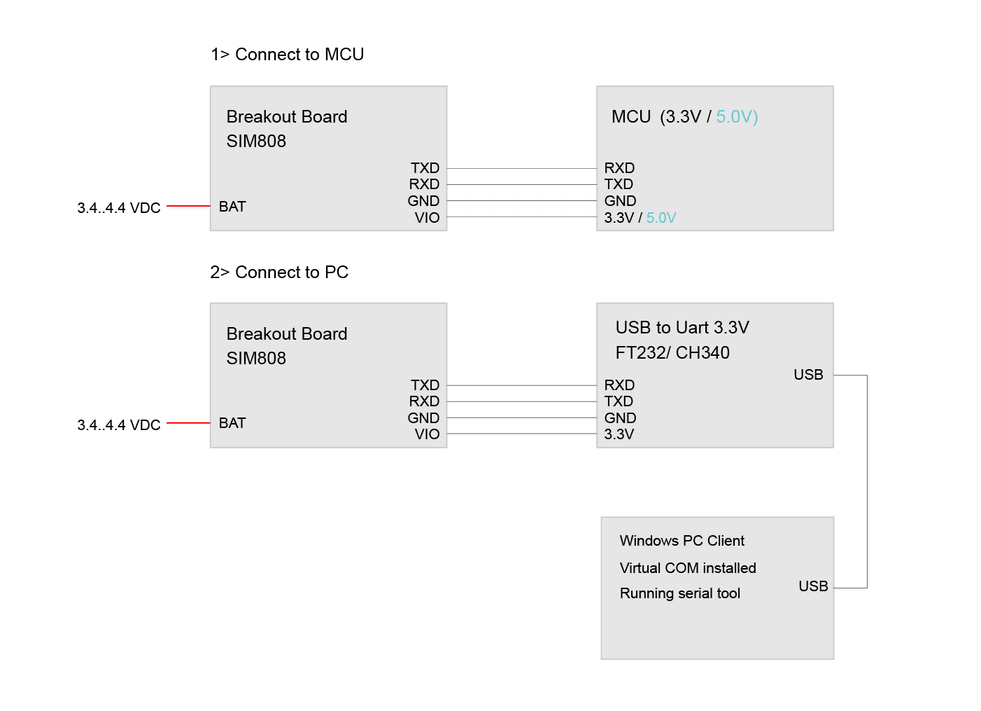 1> Connect to MCU
Breakout Board
SIM808
TXD
RXD
GND
VIO
3.4..4.4 VDC
BAT
MCU (3.3V / 5.0V)
RXD
TXD
GND
3.3V / 5.0V
2> Connect to PC
Breakout Board
SIM808
TXD
RXD
GND
VIO
3.4..4.4 VDC
BAT
USB to Uart 3.3V
FT232/ CH340
USB
RXD
TXD
GND
3.3V
Windows PC Client
Virtual COM installed
Running serial tool
USB